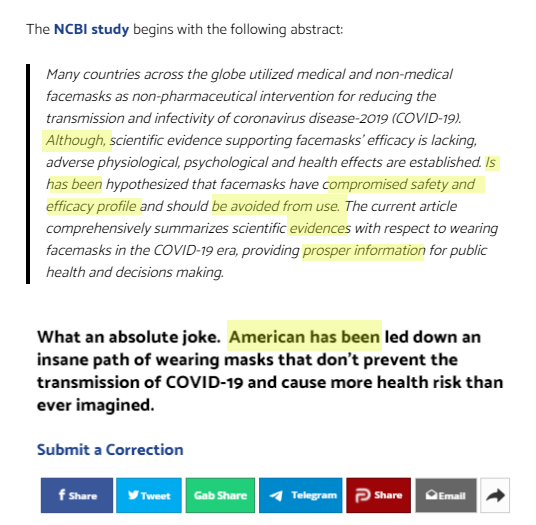 The NCBI study begins with the following abstract:
Many countries across the globe utilized medical and non-medical
facemasks as non-pharmaceutical intervention for reducing the
transmission and infectivity of coronavirus disease-2019 (COVID-19).
Although, scientific evidence supporting facemasks' efficacy is lacking,
adverse physiological, psychological and health effects are established. Is
has been hypothesized that facemasks have compromised safety and
efficacy profile and should be avoided from use. The current article
comprehensively summarizes scientific evidences with respect to wearing
facemasks in the COVID-19 era, providing prosper information for public
health and decisions making.
What an absolute joke. American has been led down an
insane path of wearing masks that don't prevent the
transmission of COVID-19 and cause more health risk than
ever imagined.
Submit a Correction
Share Tweet Gab Share Telegram Share Email